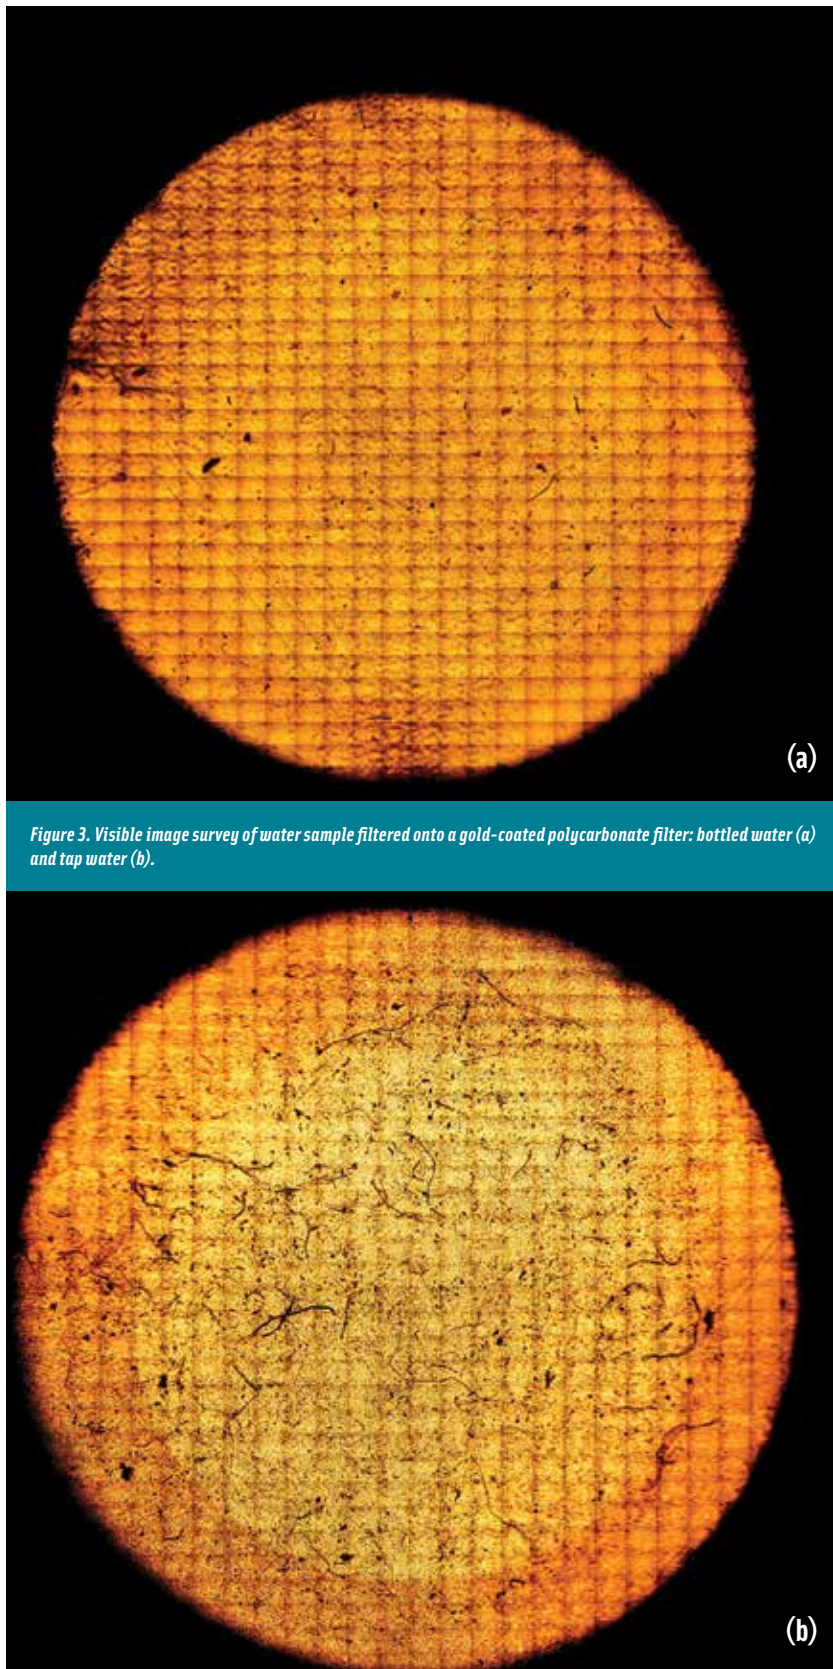 (a)
Figure 3. Visible image survey of water sample filtered onto a gold-coated polycarbonate filter: bottled water (a)
and tap water (b).
(b)